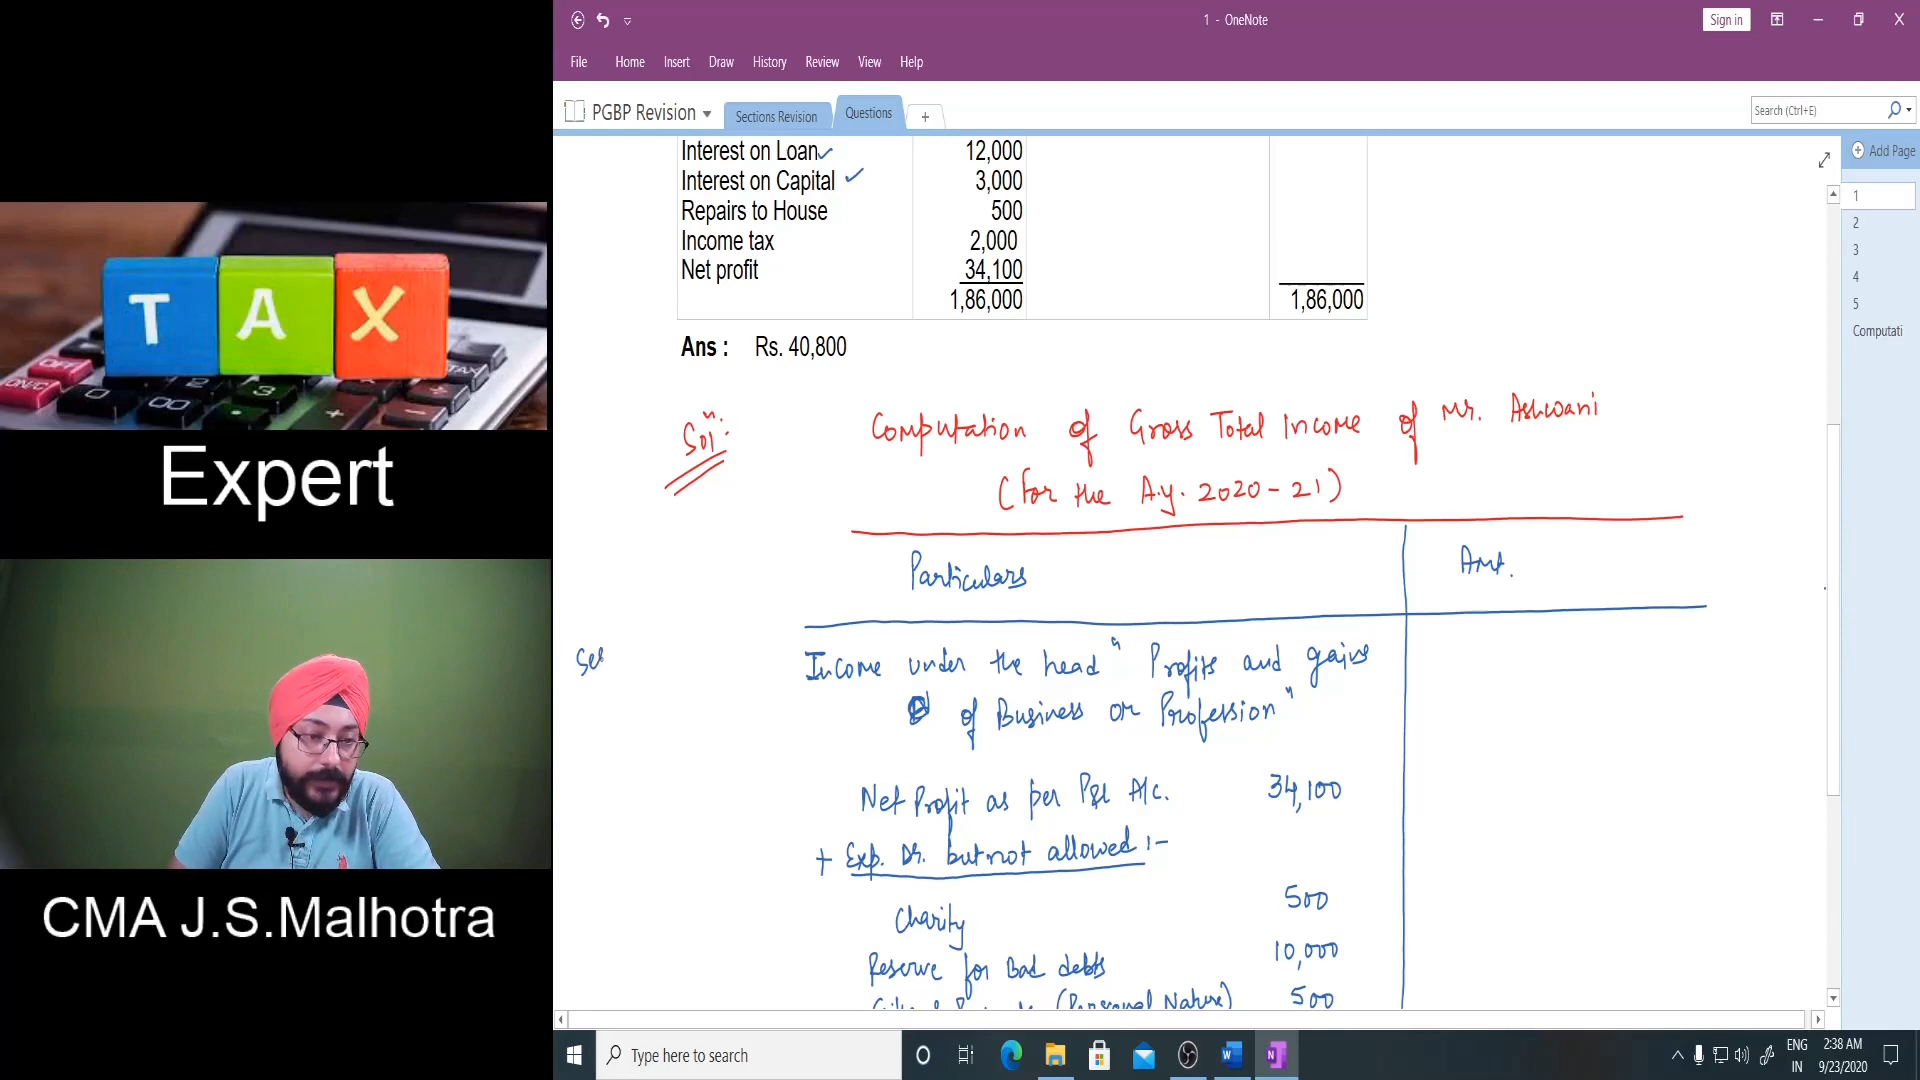 1 - OneNote
Sign in
File Home Insert Draw History Review View Help
PGBP Revision
Sections Revision
Questions
+
Search (Ctrl+E)
Add Page
Interest on Loan 12,000
Interest on Capital 3,000
Repairs to House 500
Income tax 2,000
Net profit 34,100
1,86,000 1,86,000
Ans : Rs. 40,800
1
2
3
4
5
Computati
TAX
Expert
CMA J.S.Malhotra
Soln:
Computation of Gross Total Income of Mr. Ashwani
(For the A.y. 2020-21)
Particulars Amt.
Income under the head "Profits and gains
of Business or Profession"
Net Profit as per P&L A/c. 34,100
+ Exp. Dr. but not allowed :-
Charity 500
Reserve for Bad debts 10,000
(Personal Nature) 500
Type here to search
ENG
IN
2:38 AM
9/23/2020